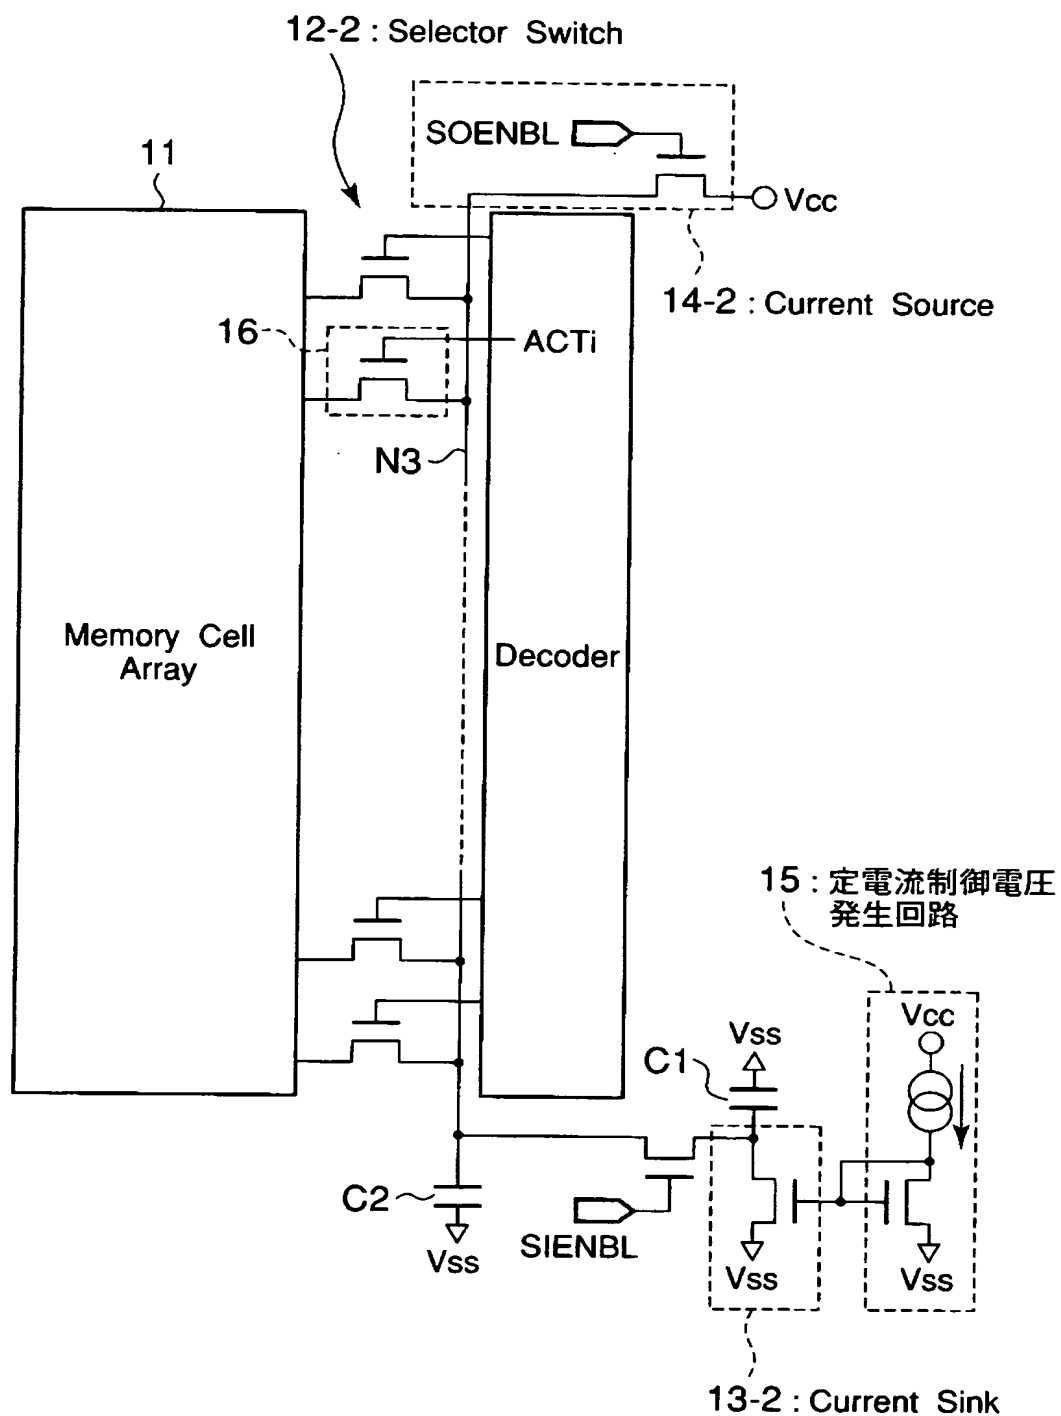 12-2 : Selector Switch
SOENBL
11
Vcc
14-2 : Current Source
16
ACTi
N3
Memory Cell
Array
Decoder
15 : 定電流制御電圧
発生回路
Vcc
Vss
C1
C2
SIENBL
Vss
Vss
Vss
13-2 : Current Sink